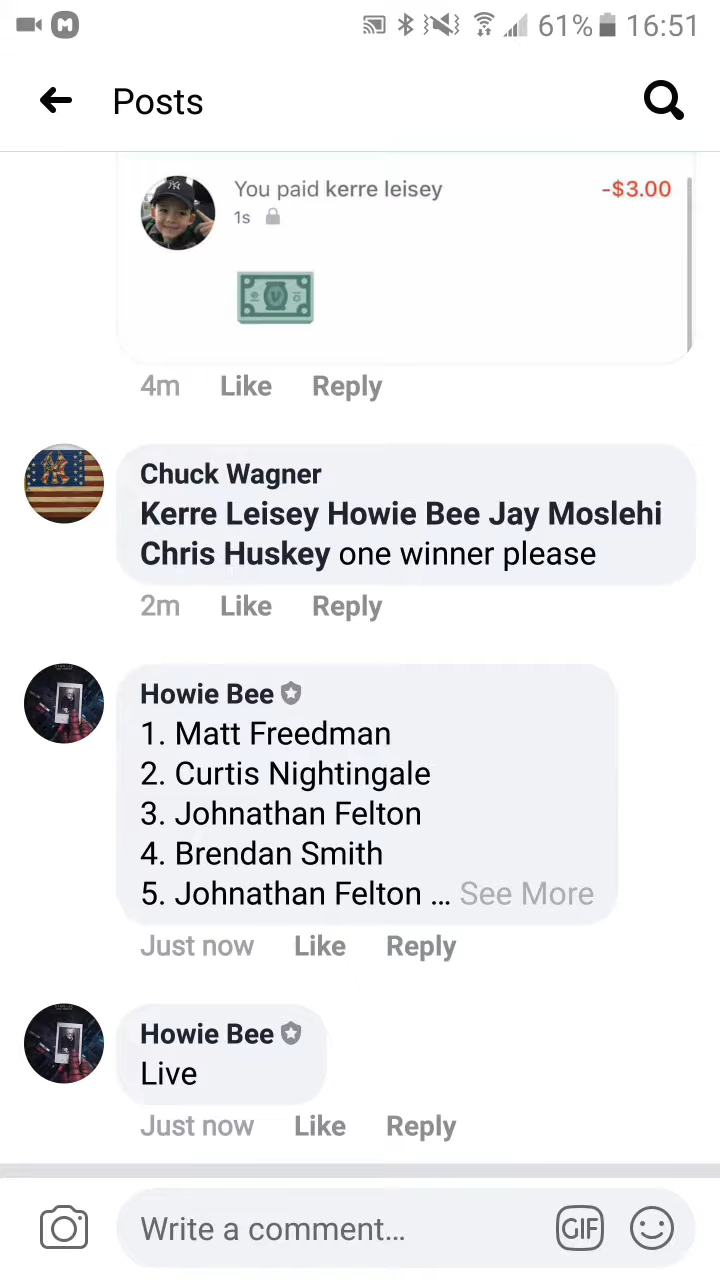 61% 16:51
Posts
You paid kerre leisey -$3.00
1s
4m Like Reply
Chuck Wagner
Kerre Leisey Howie Bee Jay Moslehi
Chris Huskey one winner please
2m Like Reply
Howie Bee
1. Matt Freedman
2. Curtis Nightingale
3. Johnathan Felton
4. Brendan Smith
5. Johnathan Felton ... See More
Just now Like Reply
Howie Bee
Live
Just now Like Reply
Write a comment...
GIF